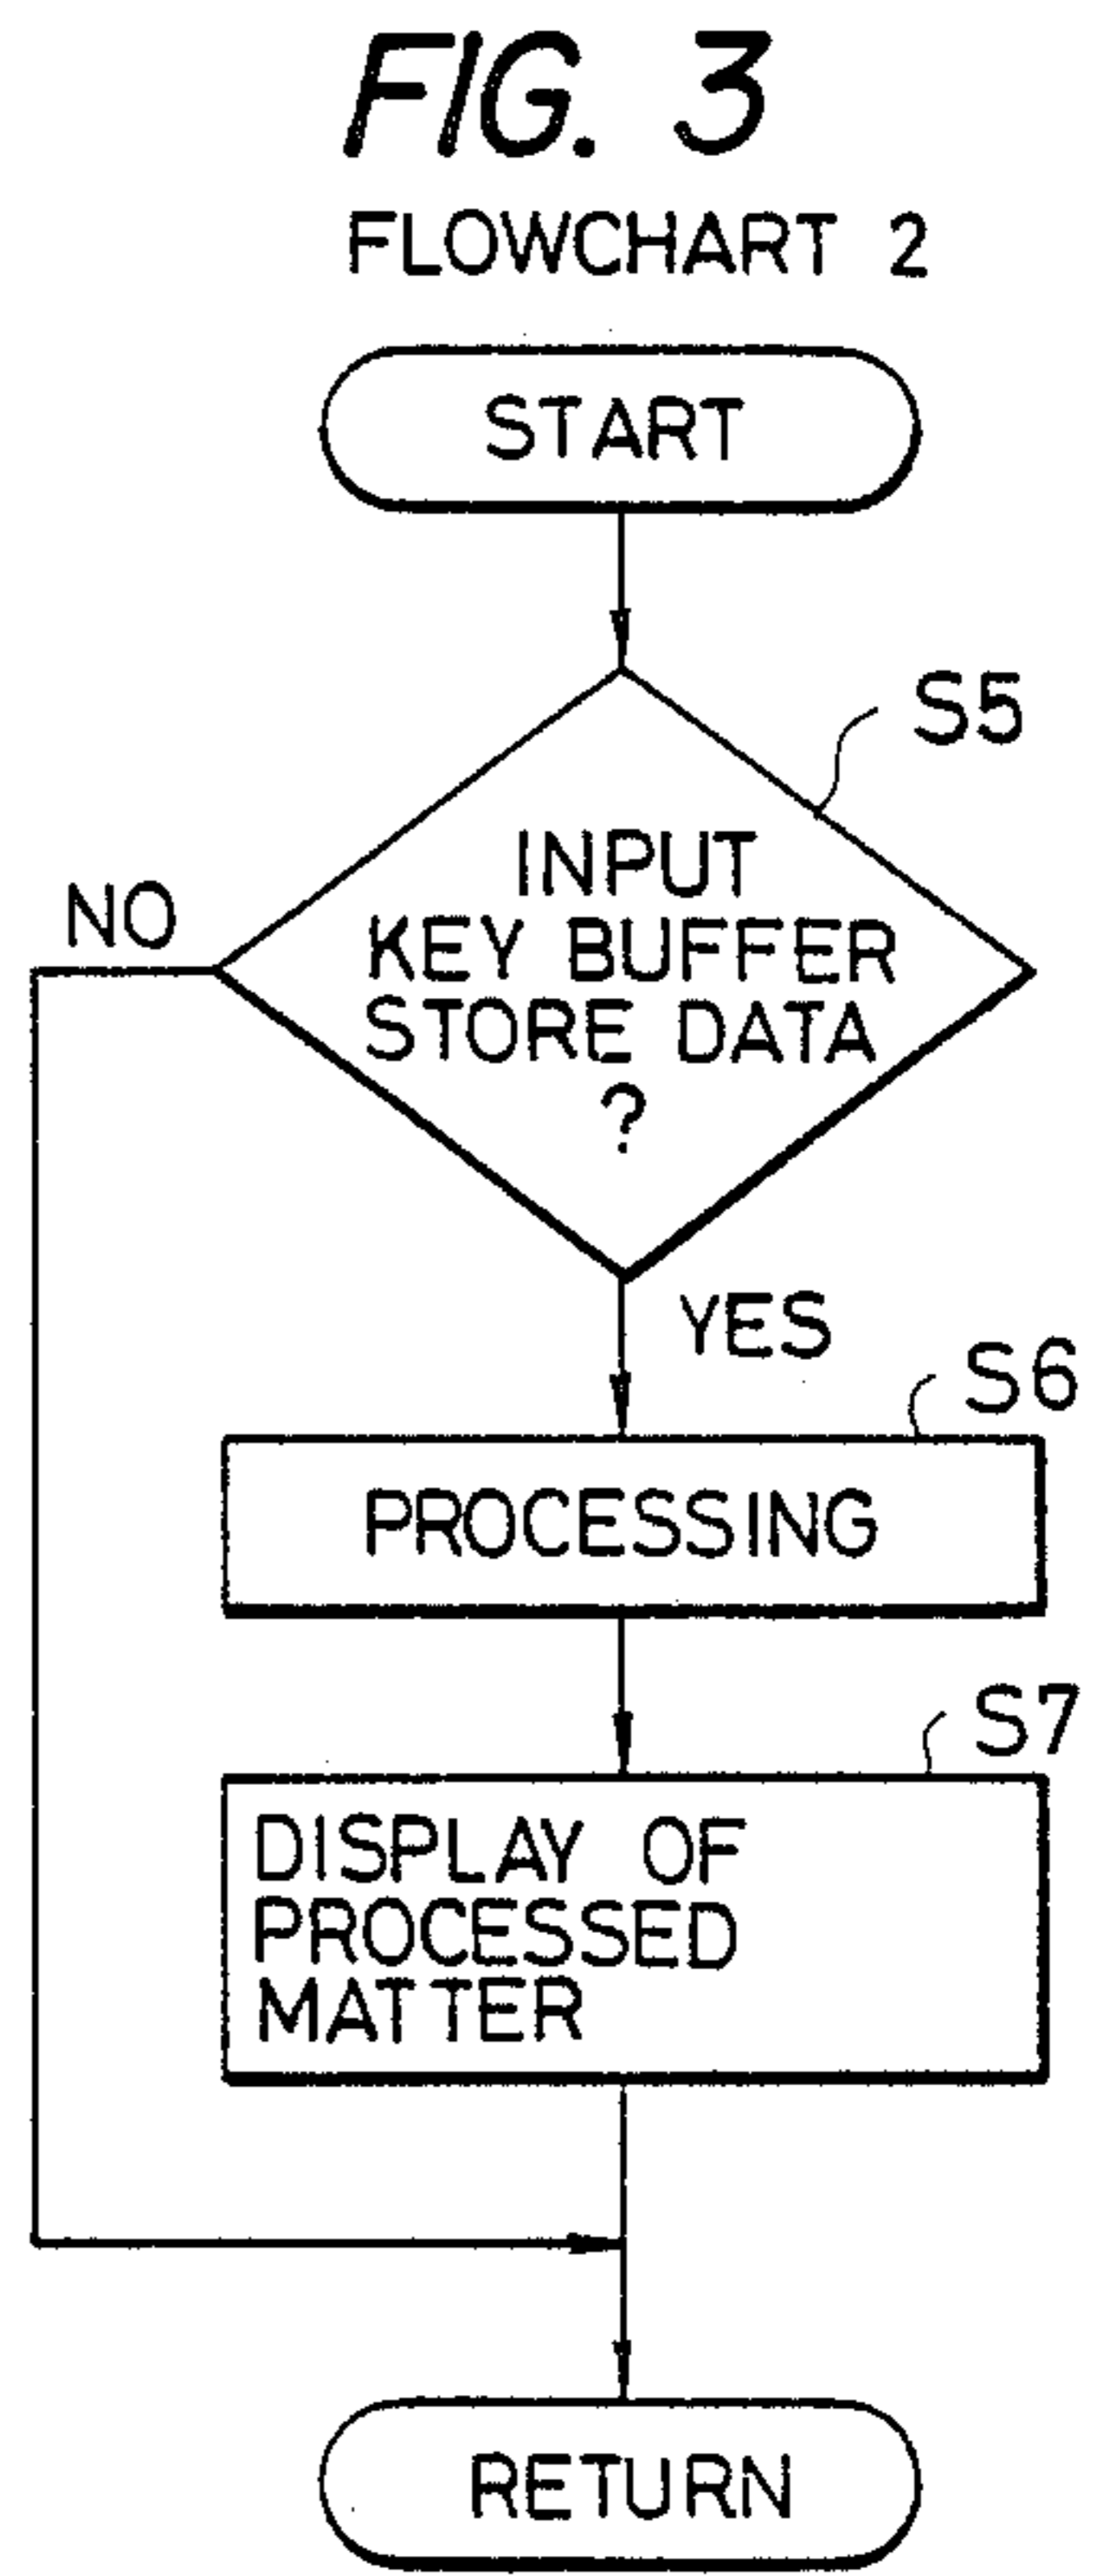 FIG. 3
FLOWCHART 2
START
S5
INPUT
KEY BUFFER
STORE DATA
?
NO
YES
S6
PROCESSING
S7
DISPLAY OF
PROCESSED
MATTER
RETURN